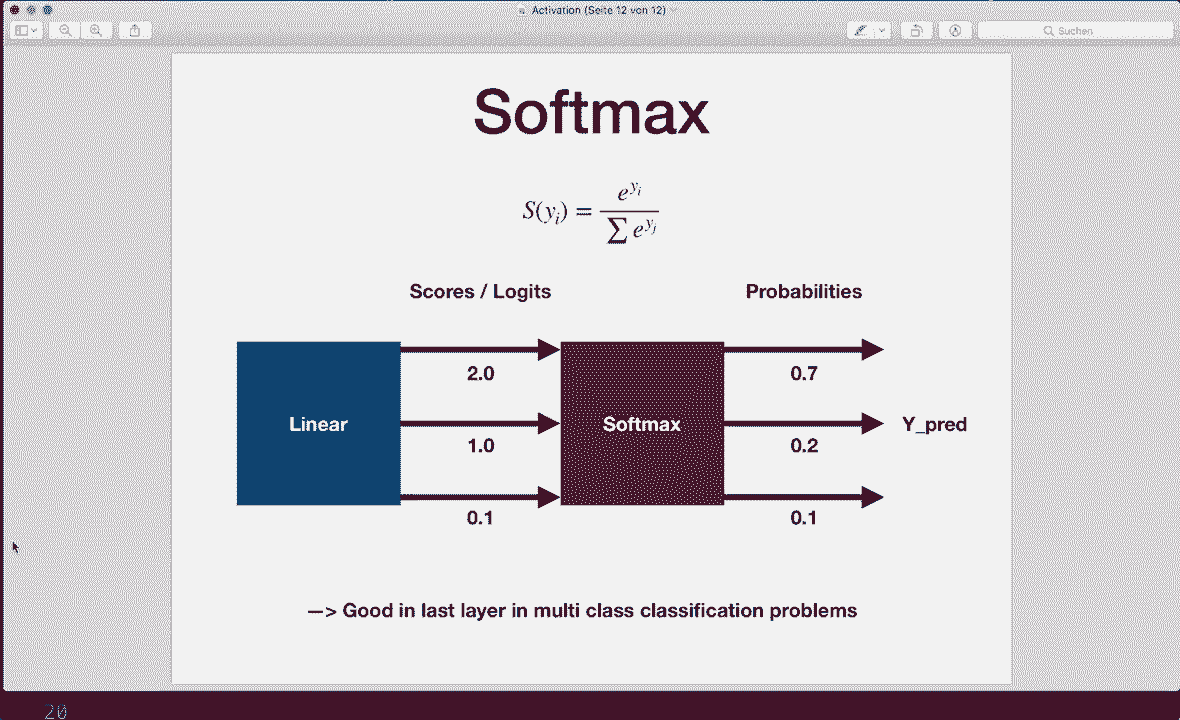 Activation (Seite 12 von 12)
Suchen
Softmax
S(y_i) = e^{y_i} / ∑ e^{y_j}
Scores / Logits Probabilities
2.0 0.7
Linear Softmax Y_pred
1.0 0.2
0.1 0.1
—> Good in last layer in multi class classification problems
20